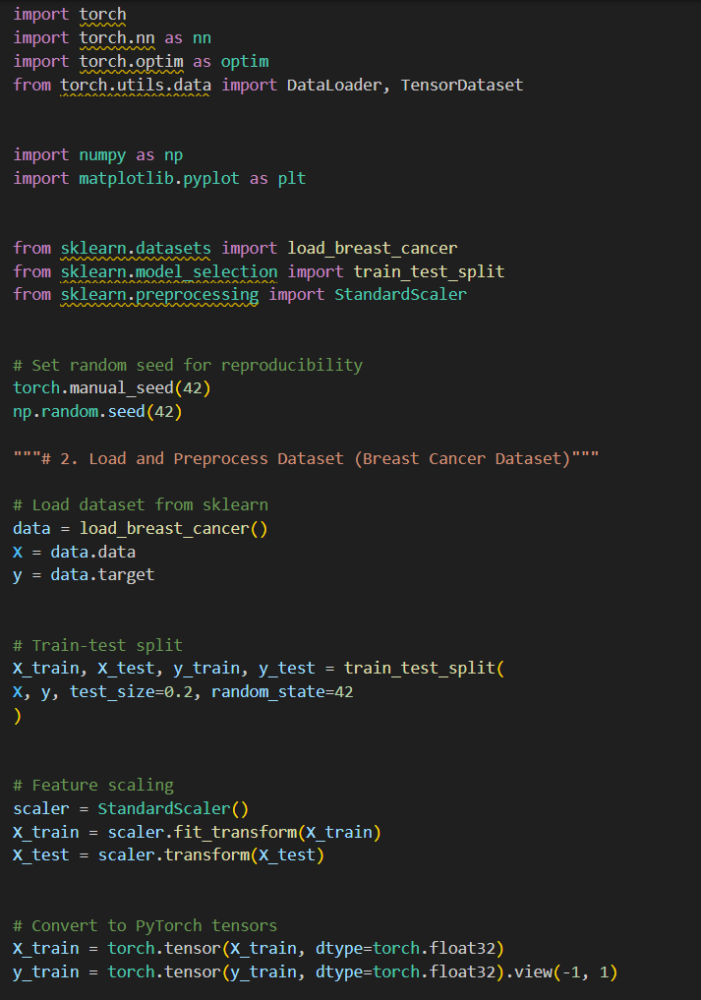 import torch
import torch.nn as nn
import torch.optim as optim
from torch.utils.data import DataLoader, TensorDataset
import numpy as np
import matplotlib.pyplot as plt
from sklearn.datasets import load_breast_cancer
from sklearn.model_selection import train_test_split
from sklearn.preprocessing import StandardScaler
# Set random seed for reproducibility
torch.manual_seed(42)
np.random.seed(42)
"""# 2. Load and Preprocess Dataset (Breast Cancer Dataset)"""
# Load dataset from sklearn
data = load_breast_cancer()
X = data.data
y = data.target
# Train-test split
X_train, X_test, y_train, y_test = train_test_split(
X, y, test_size=0.2, random_state=42
)
# Feature scaling
scaler = StandardScaler()
X_train = scaler.fit_transform(X_train)
X_test = scaler.transform(X_test)
# Convert to PyTorch tensors
X_train = torch.tensor(X_train, dtype=torch.float32)
y_train = torch.tensor(y_train, dtype=torch.float32).view(-1, 1)